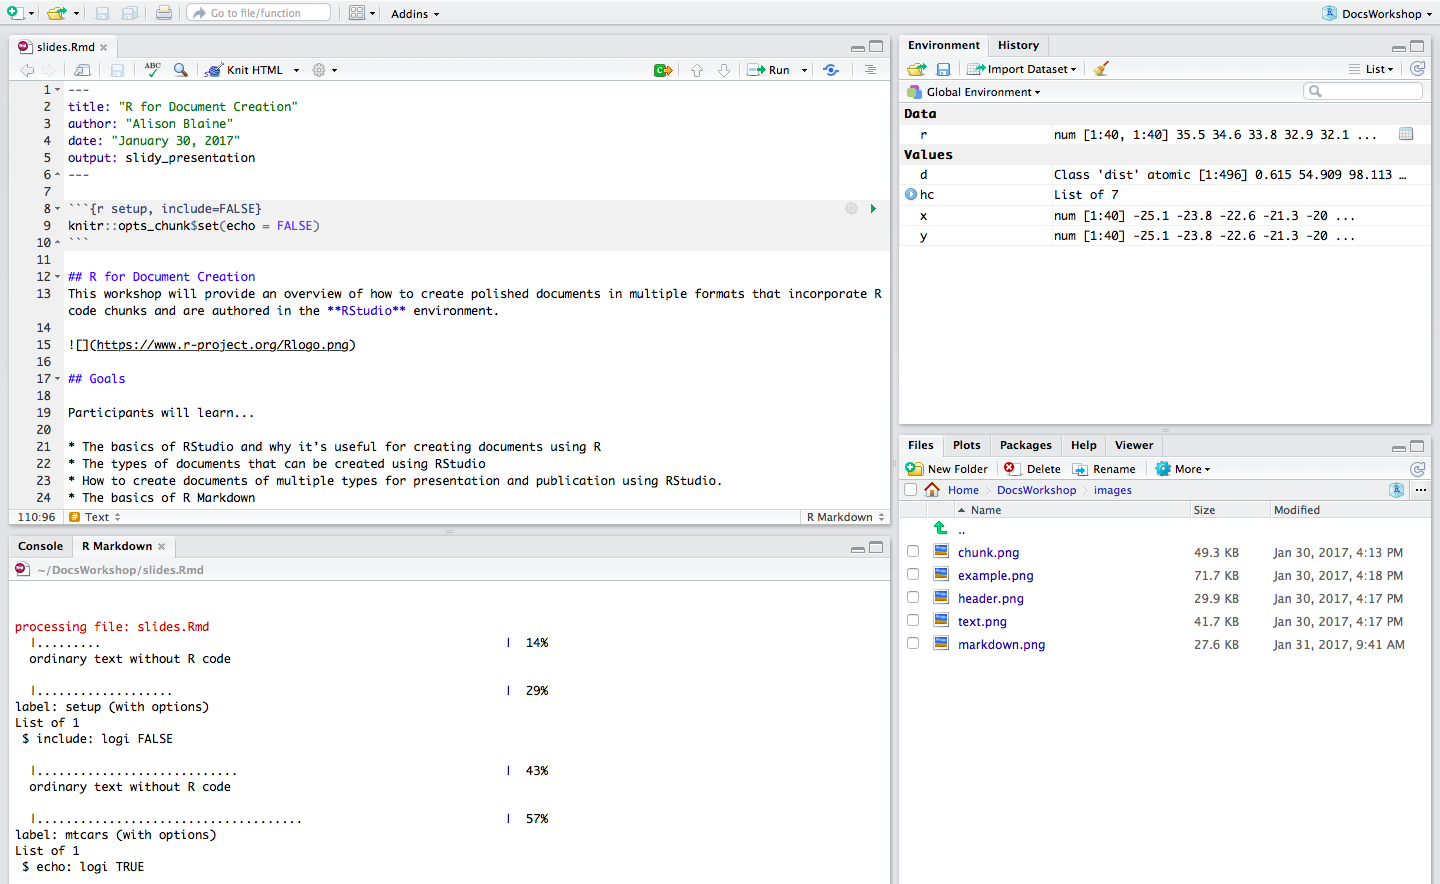 Go to file/function
Addins
DocsWorkshop
slides.Rmd
ABC
Knit HTML
Run
1 ---
2 title: "R for Document Creation"
3 author: "Alison Blaine"
4 date: "January 30, 2017"
5 output: slidy_presentation
6 ---
7
8 ```{r setup, include=FALSE}
9 knitr::opts_chunk$set(echo = FALSE)
10 ```
11
12 ## R for Document Creation
13 This workshop will provide an overview of how to create polished documents in multiple formats that incorporate R
code chunks and are authored in the **RStudio** environment.
14
15 ![](https://www.r-project.org/Rlogo.png)
16
17 ## Goals
18
19 Participants will learn...
20
21 * The basics of RStudio and why it’s useful for creating documents using R
22 * The types of documents that can be created using RStudio
23 * How to create documents of multiple types for presentation and publication using RStudio.
24 * The basics of R Markdown
110:96 # Text R Markdown
Console R Markdown
~/DocsWorkshop/slides.Rmd
processing file: slides.Rmd
|......... | 14%
ordinary text without R code
|................... | 29%
label: setup (with options)
List of 1
$ include: logi FALSE
|............................ | 43%
ordinary text without R code
|..................................... | 57%
label: mtcars (with options)
List of 1
$ echo: logi TRUE
Environment History
Import Dataset List
Global Environment
Data
r num [1:40, 1:40] 35.5 34.6 33.8 32.9 32.1 ...
Values
d Class 'dist' atomic [1:496] 0.615 54.909 98.113 …
hc List of 7
x num [1:40] -25.1 -23.8 -22.6 -21.3 -20 ...
y num [1:40] -25.1 -23.8 -22.6 -21.3 -20 ...
Files Plots Packages Help Viewer
New Folder Delete Rename More
Home DocsWorkshop images ...
Name Size Modified
..
chunk.png 49.3 KB Jan 30, 2017, 4:13 PM
example.png 71.7 KB Jan 30, 2017, 4:18 PM
header.png 29.9 KB Jan 30, 2017, 4:17 PM
text.png 41.7 KB Jan 30, 2017, 4:17 PM
markdown.png 27.6 KB Jan 31, 2017, 9:41 AM